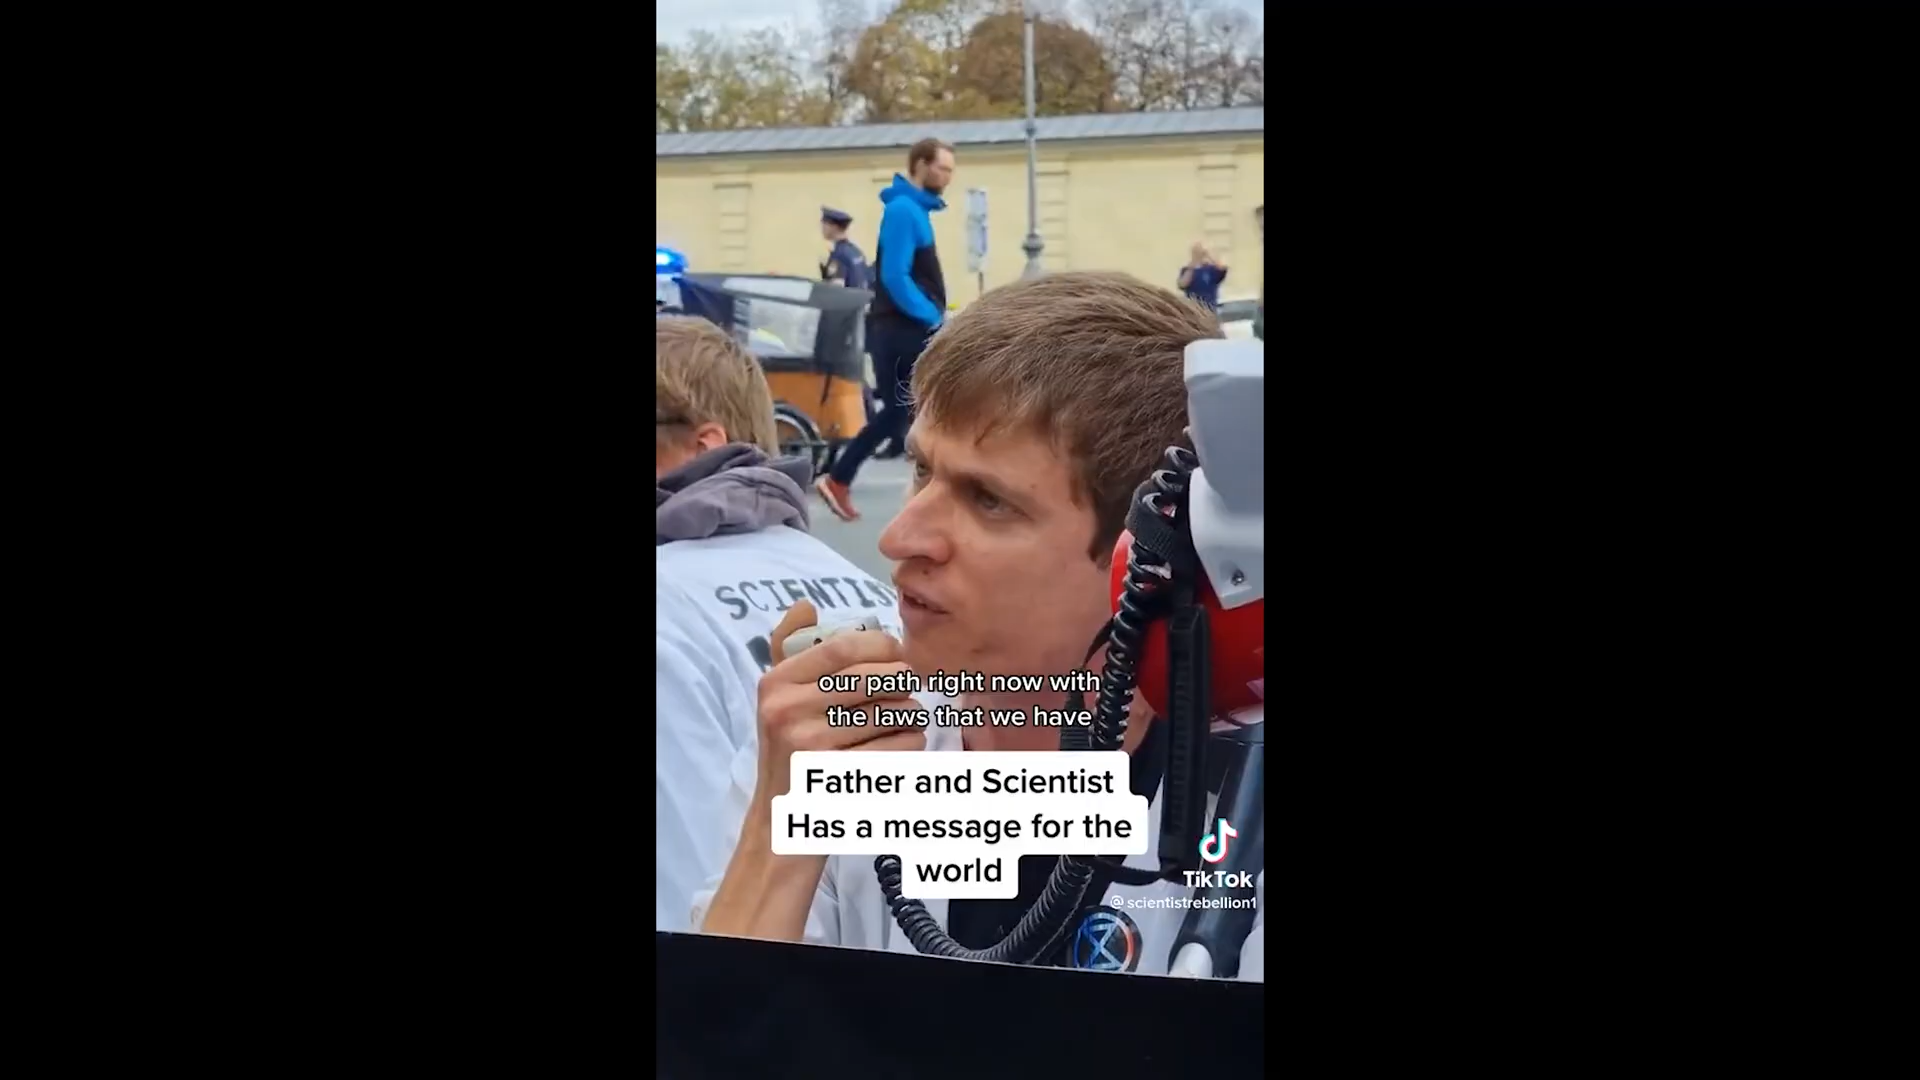 SCIENTIS
our path right now with
the laws that we have
Father and Scientist
Has a message for the
world
TikTok
@scientistrebellion1